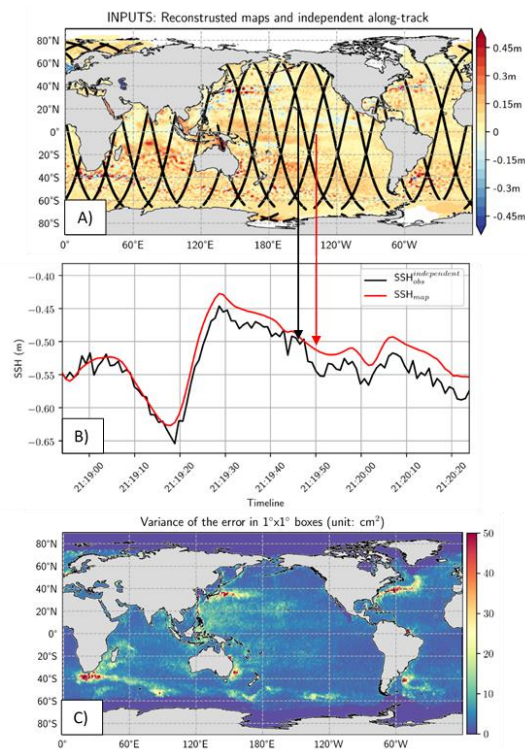 INPUTS: Reconstrusted maps and independent along-track
80°N
60°N
40°N
20°N
0°
20°S
40°S
60°S
80°S
A)
0° 60°E 120°E 180°E 120°W 60°W
0.45m
0.3m
0.15m
0
-0.15m
-0.3m
-0.45m
SSH independent obs
SSH map
−0.40
−0.45
−0.50
−0.55
−0.60
−0.65
SSH (m)
B)
21:19:00 21:19:10 21:19:20 21:19:30 21:19:40 21:19:50 21:20:00 21:20:10 21:20:20
Timeline
Variance of the error in 1°x1° boxes (unit: cm²)
80°N
60°N
40°N
20°N
0°
20°S
40°S
60°S
80°S
C)
0° 60°E 120°E 180°E 120°W 60°W
50
40
30
20
10
0